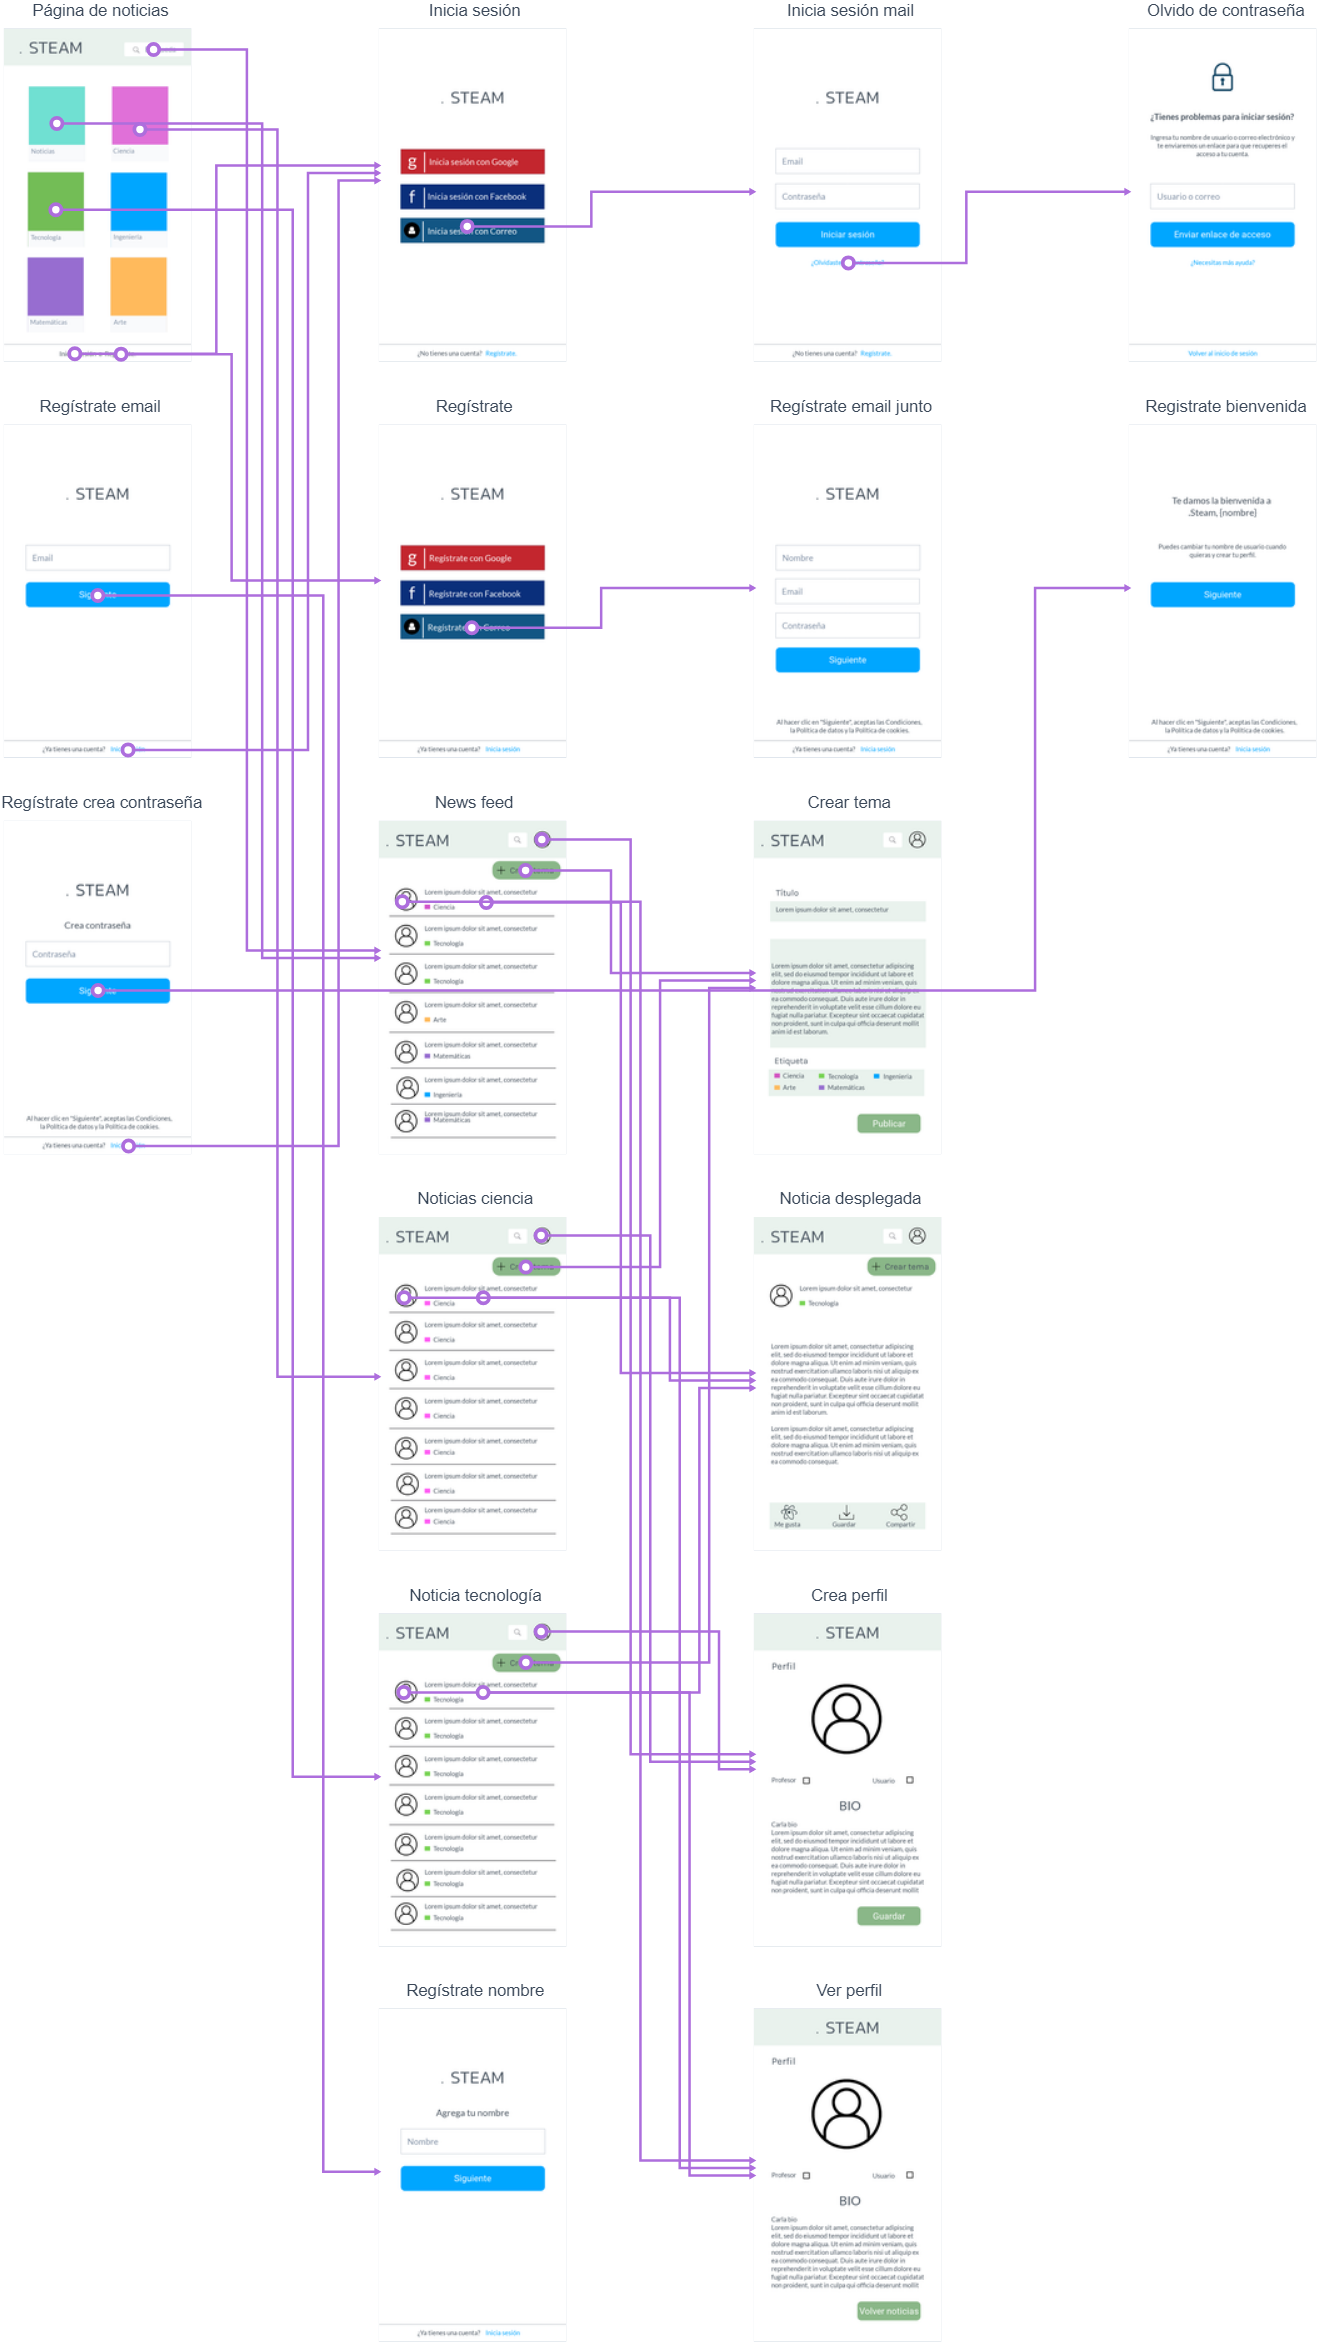 Página de noticias
. STEAM
Noticias
Ciencia
Tecnología
Ingeniería
Matemáticas
Arte
Inicia sesión
. STEAM
g Inicia sesión con Google
f Inicia sesión con Facebook
Inicia sesión con Correo
¿No tienes una cuenta? Regístrate.
Inicia sesión mail
. STEAM
Email
Contraseña
Iniciar sesión
¿No tienes una cuenta? Regístrate.
Olvido de contraseña
¿Tienes problemas para iniciar sesión?
Ingresa tu nombre de usuario o correo electrónico y
te enviaremos un enlace para que recuperes el
acceso a tu cuenta.
Usuario o correo
Enviar enlace de acceso
¿Necesitas más ayuda?
Volver al inicio de sesión
Regístrate email
. STEAM
Email
Siguiente
¿Ya tienes una cuenta?
Regístrate
. STEAM
g Regístrate con Google
f Regístrate con Facebook
Regístrate con Correo
¿Ya tienes una cuenta? Inicia sesión
Regístrate email junto
. STEAM
Nombre
Email
Contraseña
Siguiente
Al hacer clic en "Siguiente", aceptas las Condiciones,
la Política de datos y la Política de cookies.
¿Ya tienes una cuenta? Inicia sesión
Registrate bienvenida
Te damos la bienvenida a
.Steam, [nombre]
Puedes cambiar tu nombre de usuario cuando
quieras y crear tu perfil.
Siguiente
Al hacer clic en "Siguiente", aceptas las Condiciones,
la Política de datos y la Política de cookies.
¿Ya tienes una cuenta? Inicia sesión
Regístrate crea contraseña
. STEAM
Crea contraseña
Contraseña
Siguiente
Al hacer clic en "Siguiente", aceptas las Condiciones,
la Política de datos y la Política de cookies.
¿Ya tienes una cuenta?
News feed
. STEAM
+ Crear tema
Lorem ipsum dolor sit amet, consectetur
Ciencia
Lorem ipsum dolor sit amet, consectetur
Tecnología
Lorem ipsum dolor sit amet, consectetur
Tecnología
Lorem ipsum dolor sit amet, consectetur
Arte
Lorem ipsum dolor sit amet, consectetur
Matemáticas
Lorem ipsum dolor sit amet, consectetur
Ingeniería
Lorem ipsum dolor sit amet, consectetur
Matemáticas
Crear tema
. STEAM
Título
Lorem ipsum dolor sit amet, consectetur
Lorem ipsum dolor sit amet, consectetur adipiscing
elit, sed do eiusmod tempor incididunt ut labore et
dolore magna aliqua. Ut enim ad minim veniam, quis
nostrud exercitation ullamco laboris nisi ut aliquip ex
ea commodo consequat. Duis aute irure dolor in
reprehenderit in voluptate velit esse cillum dolore eu
fugiat nulla pariatur. Excepteur sint occaecat cupidatat
non proident, sunt in culpa qui officia deserunt mollit
anim id est laborum.
Etiqueta
Ciencia Tecnología Ingeniería
Arte Matemáticas
Publicar
Noticias ciencia
. STEAM
+ Crear tema
Lorem ipsum dolor sit amet, consectetur
Ciencia
Lorem ipsum dolor sit amet, consectetur
Ciencia
Lorem ipsum dolor sit amet, consectetur
Ciencia
Lorem ipsum dolor sit amet, consectetur
Ciencia
Lorem ipsum dolor sit amet, consectetur
Ciencia
Lorem ipsum dolor sit amet, consectetur
Ciencia
Lorem ipsum dolor sit amet, consectetur
Ciencia
Noticia desplegada
. STEAM
+ Crear tema
Lorem ipsum dolor sit amet, consectetur
Tecnología
Lorem ipsum dolor sit amet, consectetur adipiscing
elit, sed do eiusmod tempor incididunt ut labore et
dolore magna aliqua. Ut enim ad minim veniam, quis
nostrud exercitation ullamco laboris nisi ut aliquip ex
ea commodo consequat. Duis aute irure dolor in
reprehenderit in voluptate velit esse cillum dolore eu
fugiat nulla pariatur. Excepteur sint occaecat cupidatat
non proident, sunt in culpa qui officia deserunt mollit
anim id est laborum.
Lorem ipsum dolor sit amet, consectetur adipiscing
elit, sed do eiusmod tempor incididunt ut labore et
dolore magna aliqua. Ut enim ad minim veniam, quis
nostrud exercitation ullamco laboris nisi ut aliquip ex
ea commodo consequat.
Me gusta Guardar Compartir
Noticia tecnología
. STEAM
+ Crear tema
Lorem ipsum dolor sit amet, consectetur
Tecnología
Lorem ipsum dolor sit amet, consectetur
Tecnología
Lorem ipsum dolor sit amet, consectetur
Tecnología
Lorem ipsum dolor sit amet, consectetur
Tecnología
Lorem ipsum dolor sit amet, consectetur
Tecnología
Lorem ipsum dolor sit amet, consectetur
Tecnología
Lorem ipsum dolor sit amet, consectetur
Tecnología
Crea perfil
. STEAM
Perfil
Profesor Usuario
BIO
Carla bio
Lorem ipsum dolor sit amet, consectetur adipiscing
elit, sed do eiusmod tempor incididunt ut labore et
dolore magna aliqua. Ut enim ad minim veniam, quis
nostrud exercitation ullamco laboris nisi ut aliquip ex
ea commodo consequat. Duis aute irure dolor in
reprehenderit in voluptate velit esse cillum dolore eu
fugiat nulla pariatur. Excepteur sint occaecat cupidatat
non proident, sunt in culpa qui officia deserunt mollit
Guardar
Regístrate nombre
. STEAM
Agrega tu nombre
Nombre
Siguiente
¿Ya tienes una cuenta? Inicia sesión
Ver perfil
. STEAM
Perfil
Profesor Usuario
BIO
Carla bio
Lorem ipsum dolor sit amet, consectetur adipiscing
elit, sed do eiusmod tempor incididunt ut labore et
dolore magna aliqua. Ut enim ad minim veniam, quis
nostrud exercitation ullamco laboris nisi ut aliquip ex
ea commodo consequat. Duis aute irure dolor in
reprehenderit in voluptate velit esse cillum dolore eu
fugiat nulla pariatur. Excepteur sint occaecat cupidatat
non proident, sunt in culpa qui officia deserunt mollit
Volver noticias